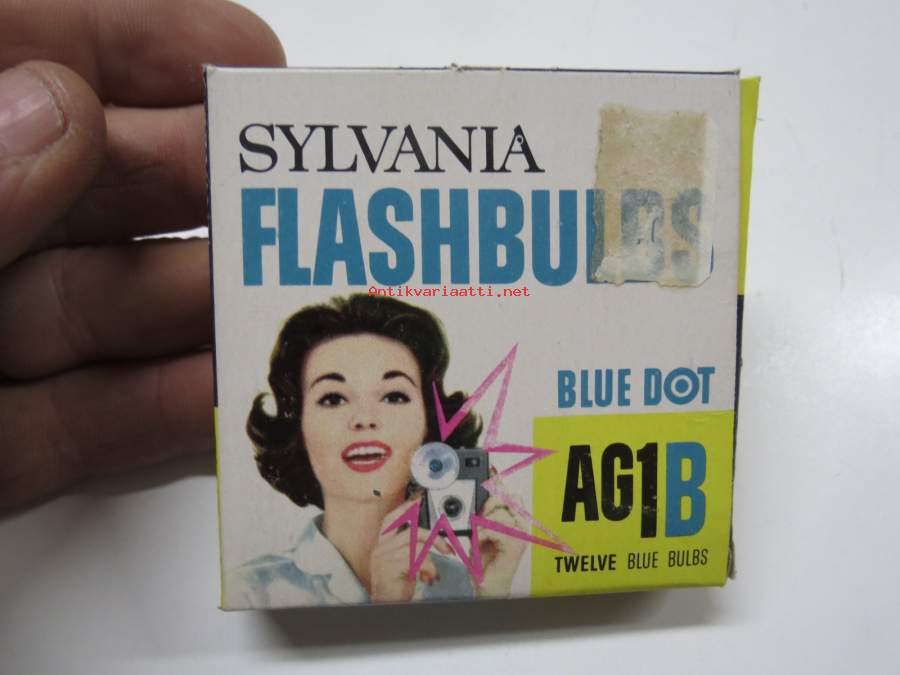 SYLVANIA
FLASHBULBS
Antikvariaatti.net
BLUE DOT
AG1B
TWELVE BLUE BULBS